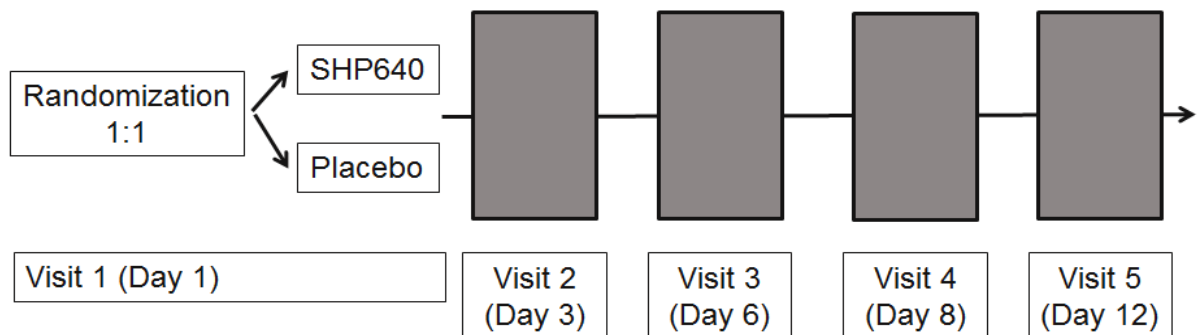 SHP640
Randomization
1:1
Placebo
Visit 1 (Day 1)
Visit 2
(Day 3)
Visit 3
(Day 6)
Visit 4
(Day 8)
Visit 5
(Day 12)